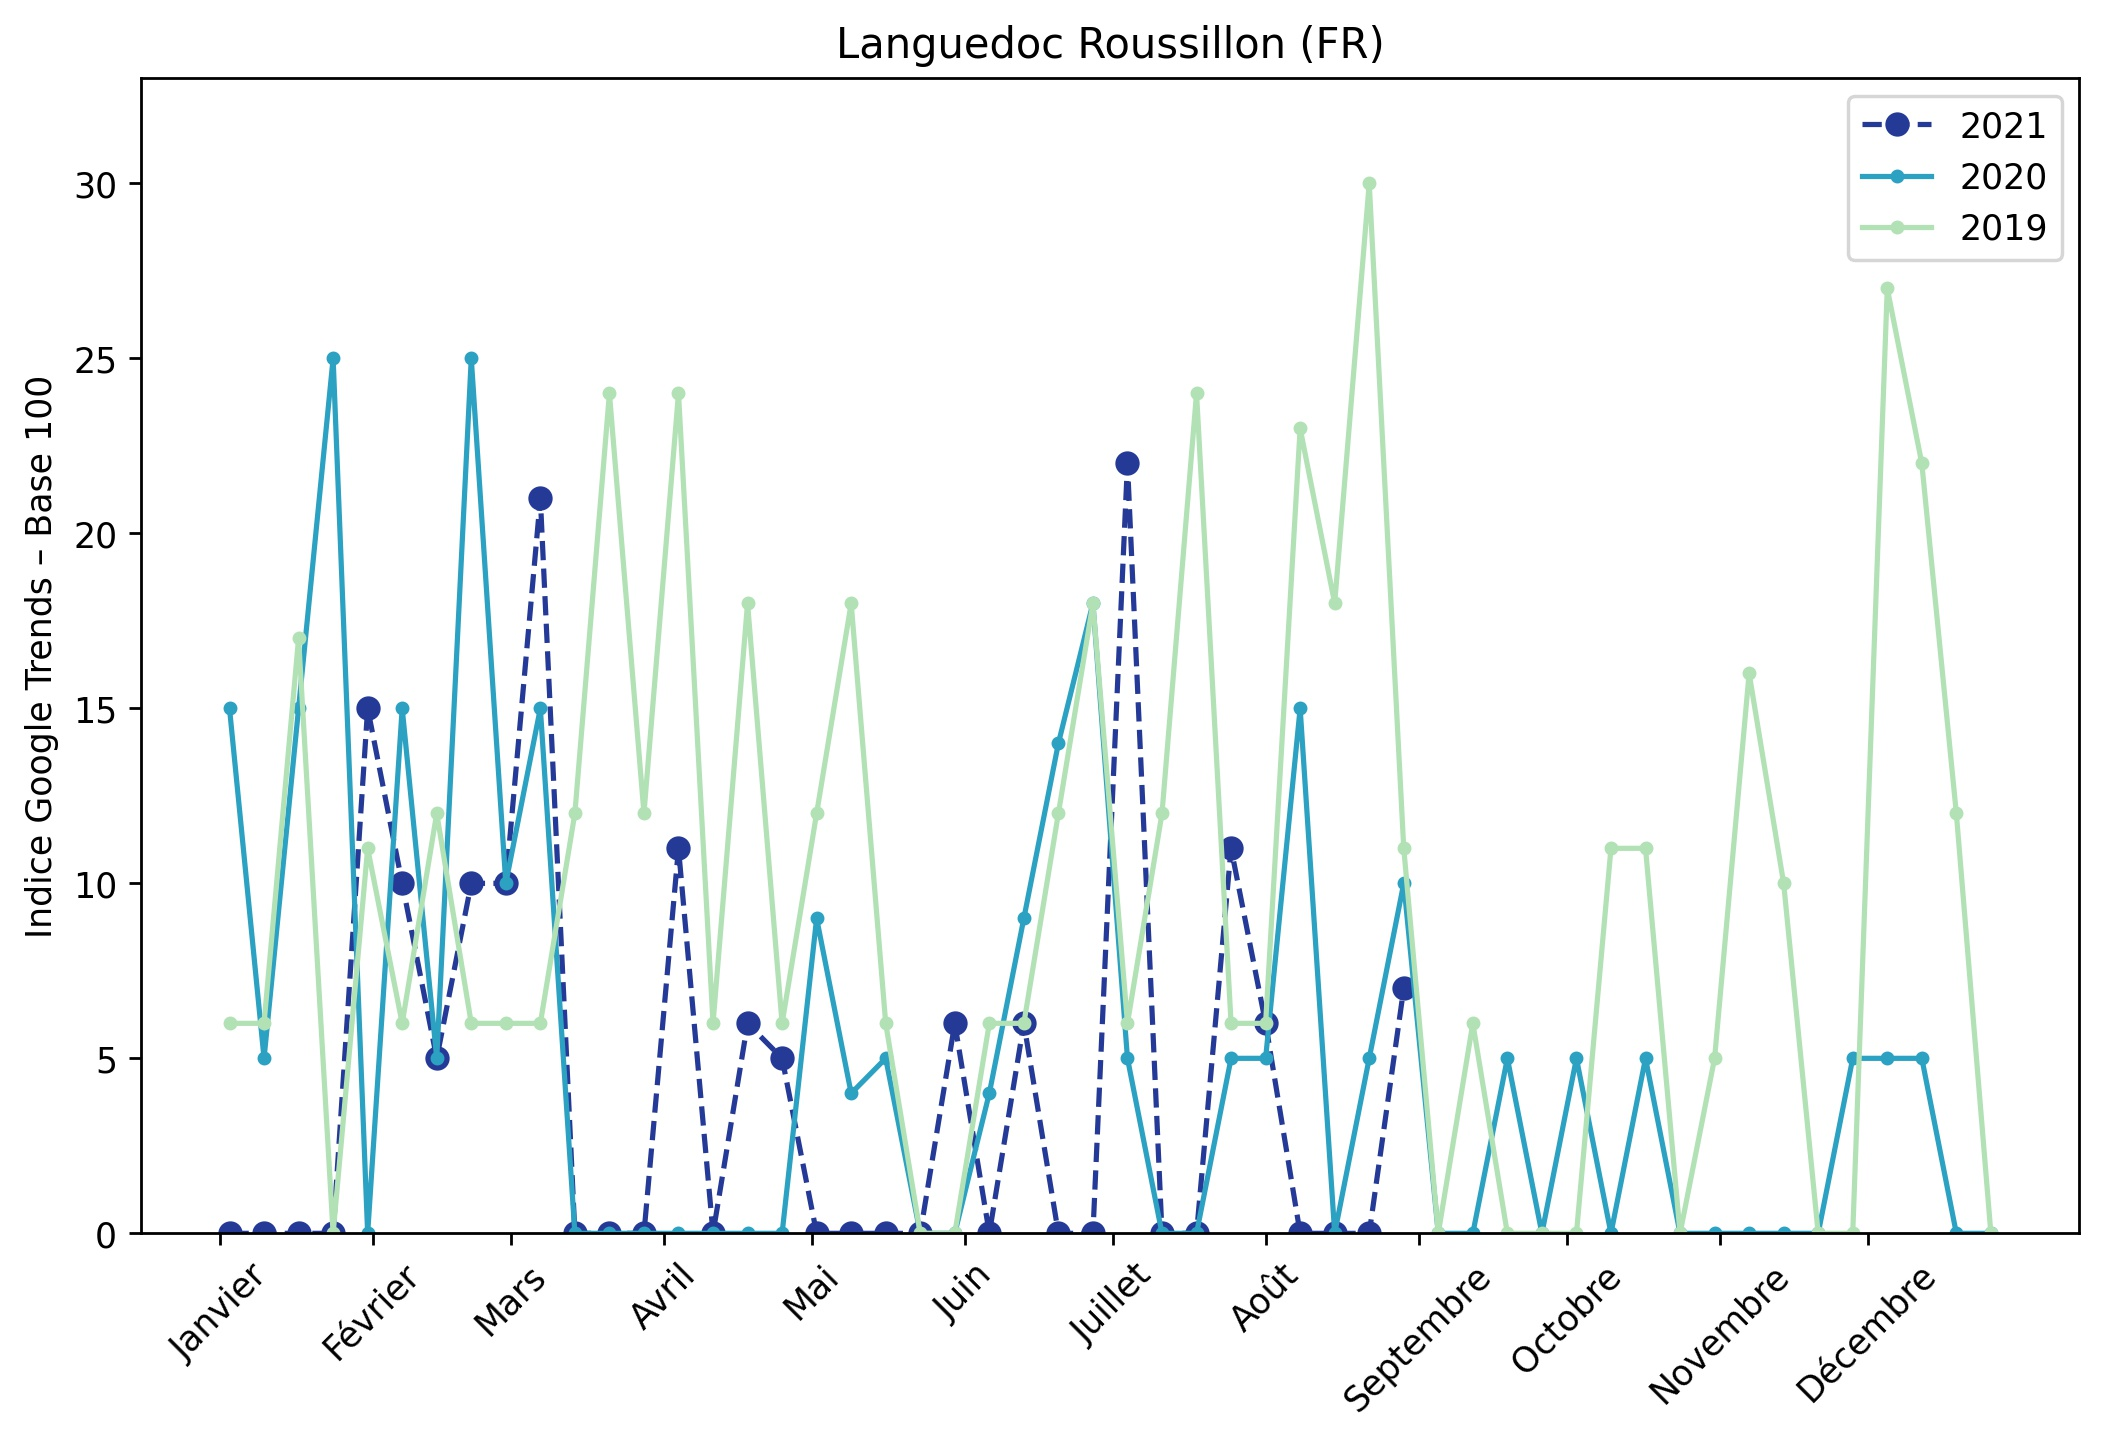 Languedoc Roussillon (FR)
2021
2020
2019
Indice Google Trends – Base 100
30
25
20
15
10
5
0
Janvier
Février
Mars
Avril
Mai
Juin
Juillet
Août
Septembre
Octobre
Novembre
Décembre